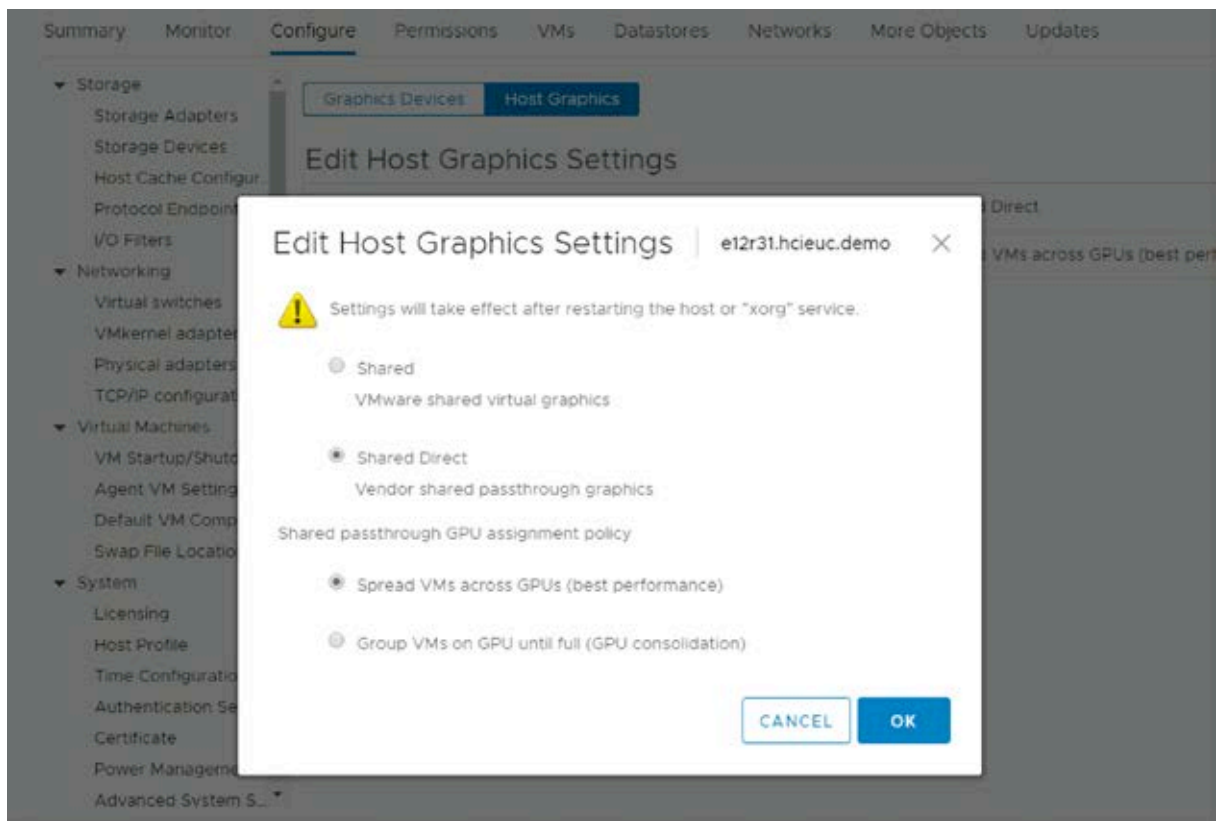 Summary Monitor Configure Permissions VMs Datastores Networks More Objects Updates
Storage
Storage Adapters
Storage Devices
Host Cache Configur...
Protocol Endpoint
I/O Filters
Networking
Virtual switches
VMkernel adapter
Physical adapters
TCP/IP configurat
Virtual Machines
VM Startup/Shutd
Agent VM Setting
Default VM Comp
Swap File Locatio
System
Licensing
Host Profile
Time Configuratio
Authentication Se
Certificate
Power Manageme
Advanced System S...
Graphics Devices Host Graphics
Edit Host Graphics Settings
d Direct
VMs across GPUs (best perf
Edit Host Graphics Settings e12r31.hcieuc.demo
Settings will take effect after restarting the host or "xorg" service.
Shared
VMware shared virtual graphics
Shared Direct
Vendor shared passthrough graphics
Shared passthrough GPU assignment policy
Spread VMs across GPUs (best performance)
Group VMs on GPU until full (GPU consolidation)
CANCEL OK